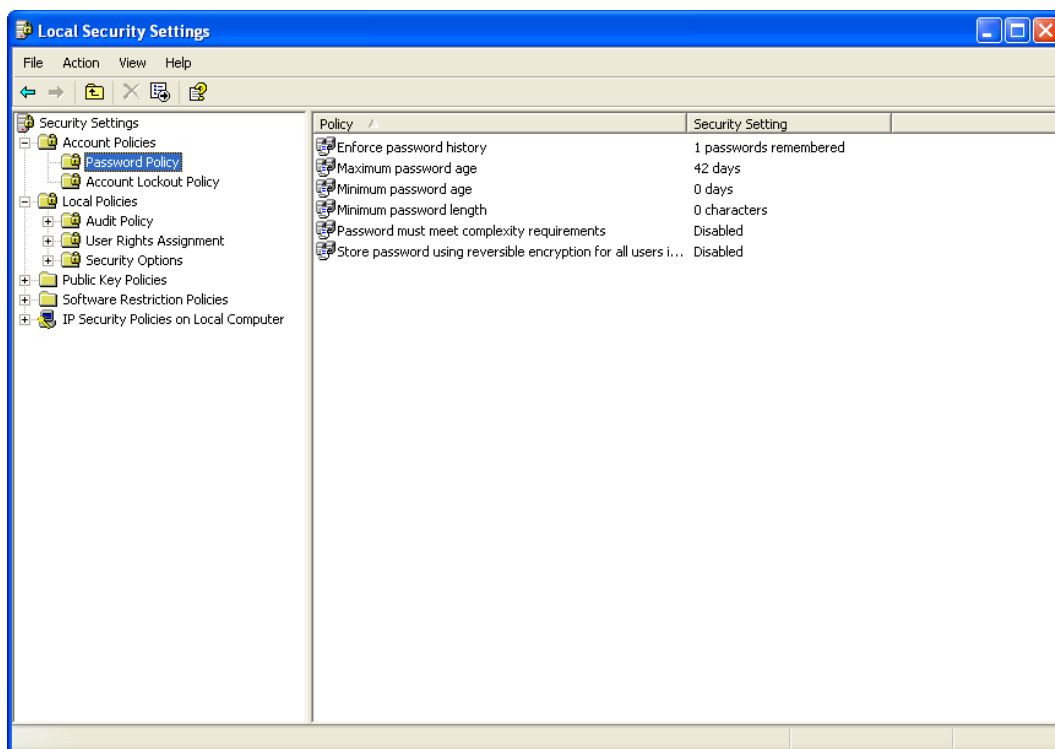 Local Security Settings
File Action View Help
Security Settings
Account Policies
Password Policy
Account Lockout Policy
Local Policies
Audit Policy
User Rights Assignment
Security Options
Public Key Policies
Software Restriction Policies
IP Security Policies on Local Computer
Policy Security Setting
Enforce password history 1 passwords remembered
Maximum password age 42 days
Minimum password age 0 days
Minimum password length 0 characters
Password must meet complexity requirements Disabled
Store password using reversible encryption for all users i... Disabled